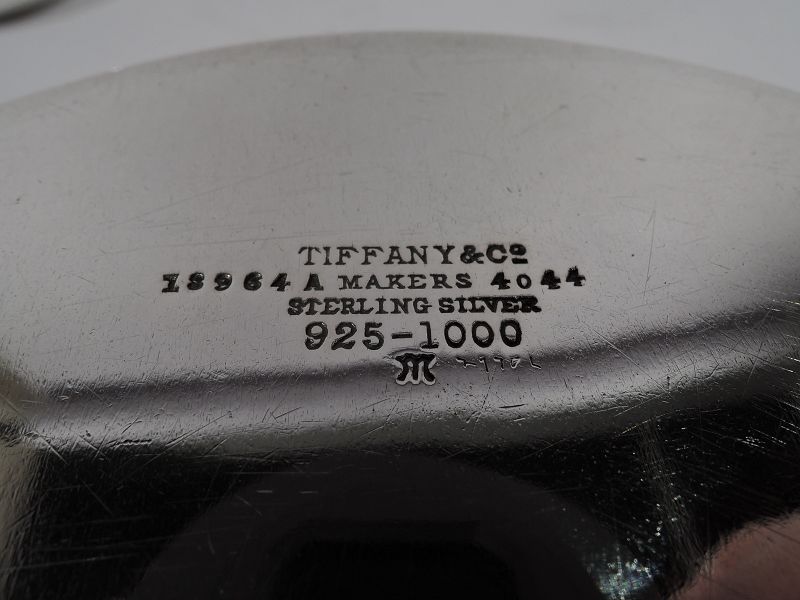 TIFFANY & Cº
18964 A MAKERS 4044
STERLING SILVER
925-1000
m